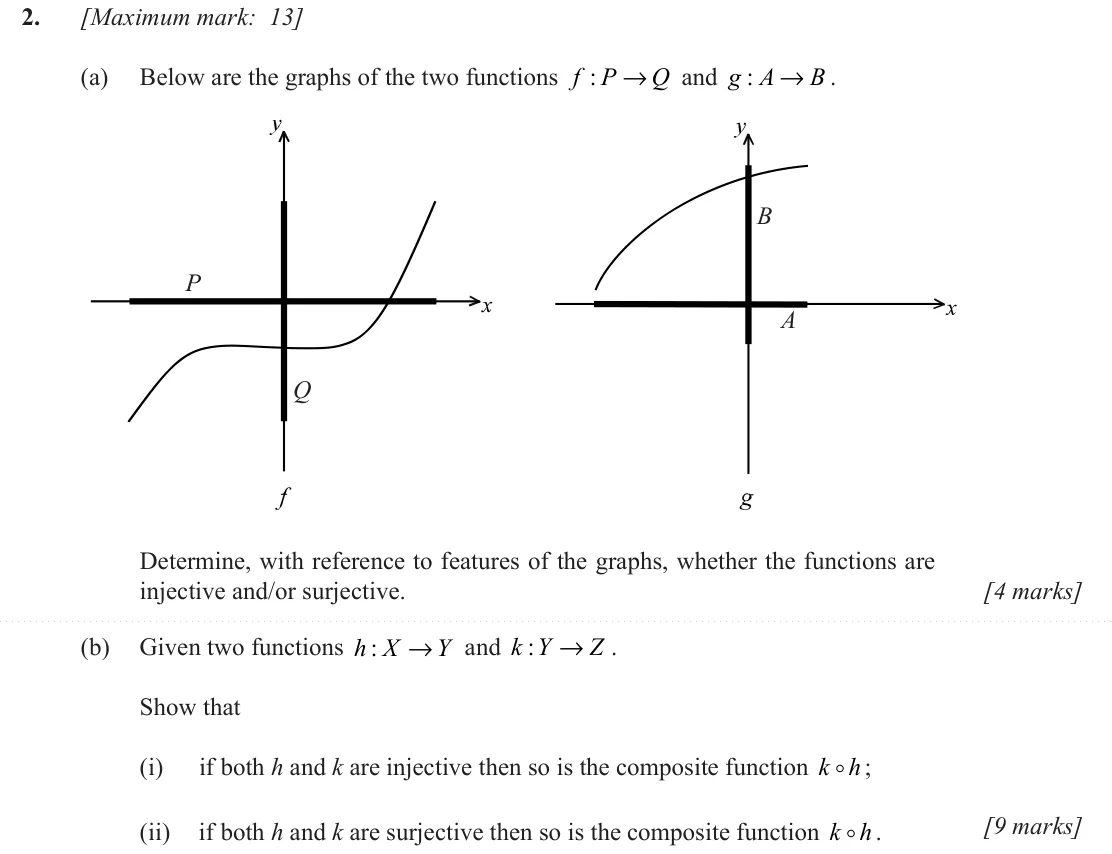 2. [Maximum mark: 13]
(a) Below are the graphs of the two functions f : P → Q and g : A → B .
y
y
B
P
x
x
A
Q
f
g
Determine, with reference to features of the graphs, whether the functions are
injective and/or surjective. [4 marks]
(b) Given two functions h : X → Y and k : Y → Z .
Show that
(i) if both h and k are injective then so is the composite function k ∘ h ;
(ii) if both h and k are surjective then so is the composite function k ∘ h . [9 marks]